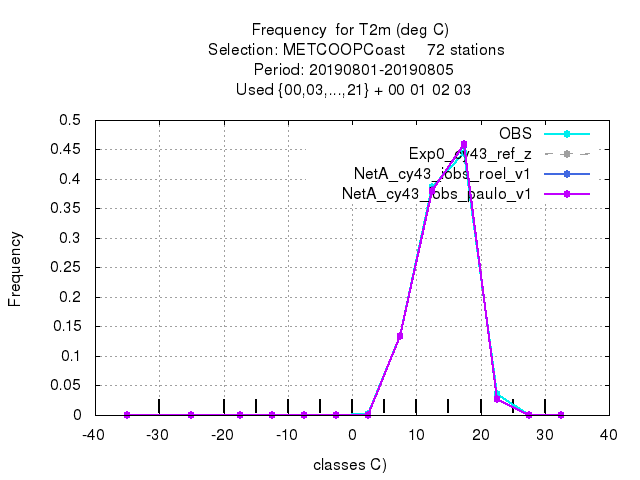 Frequency for T2m (deg C)
Selection: METCOOPCoast 72 stations
Period: 20190801-20190805
Used {00,03,...,21} + 00 01 02 03
0.5
0.45
0.4
0.35
0.3
0.25
0.2
0.15
0.1
0.05
0
Frequency
OBS
Exp0_cy43_ref_z
NetA_cy43_iobs_roel_v1
NetA_cy43_iobs_paulo_v1
-40 -30 -20 -10 0 10 20 30 40
classes C)